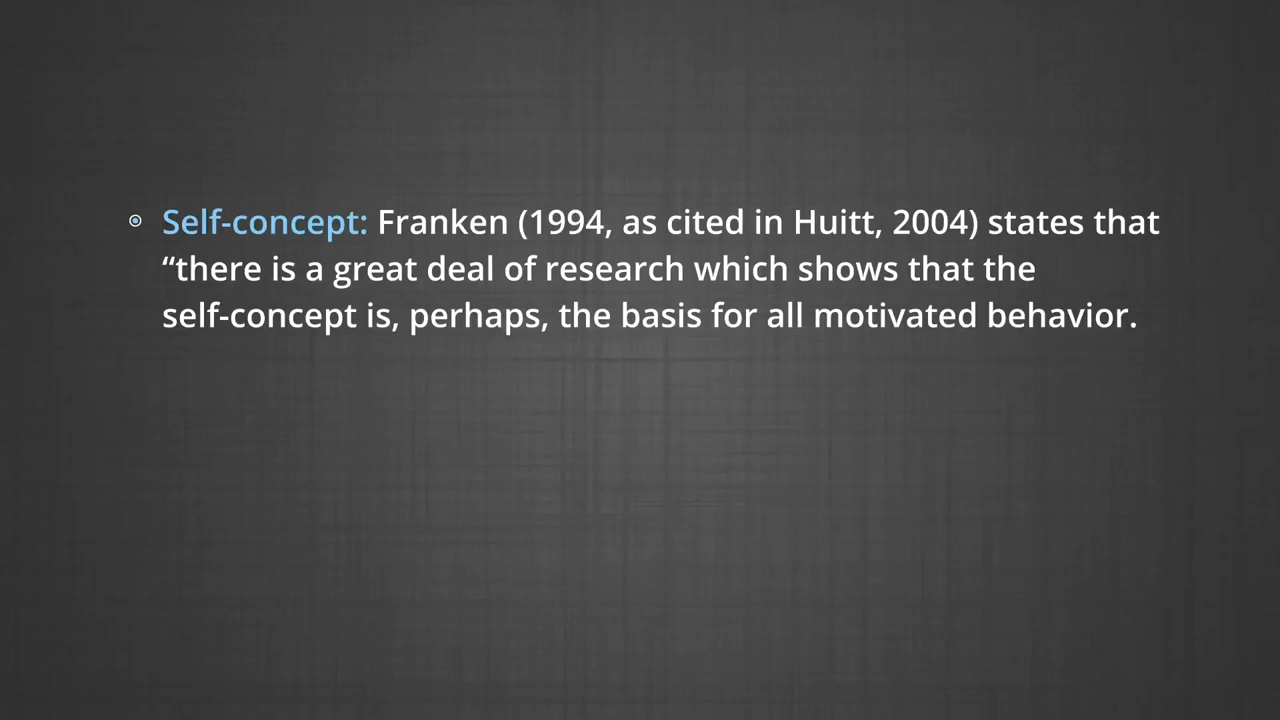 Self-concept: Franken (1994, as cited in Huitt, 2004) states that
“there is a great deal of research which shows that the
self-concept is, perhaps, the basis for all motivated behavior.